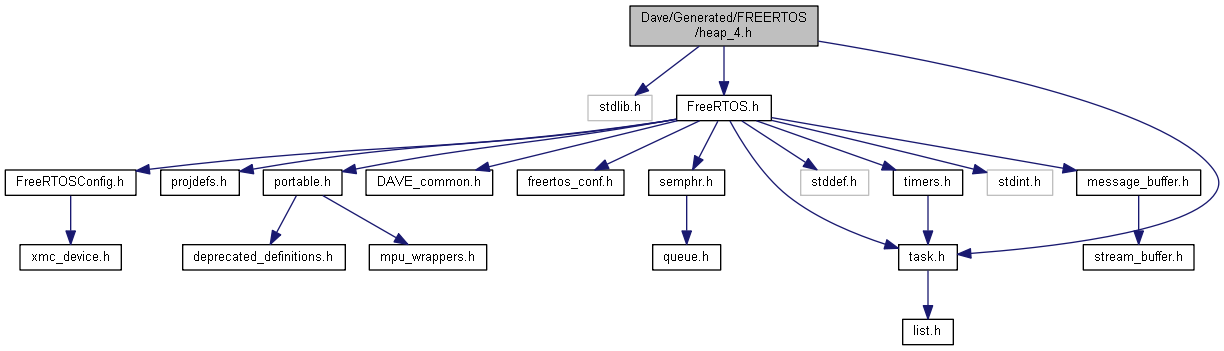 Dave/Generated/FREERTOS
/heap_4.h
stdlib.h
FreeRTOS.h
FreeRTOSConfig.h
projdefs.h
portable.h
DAVE_common.h
freertos_conf.h
semphr.h
stddef.h
timers.h
stdint.h
message_buffer.h
xmc_device.h
deprecated_definitions.h
mpu_wrappers.h
queue.h
task.h
stream_buffer.h
list.h